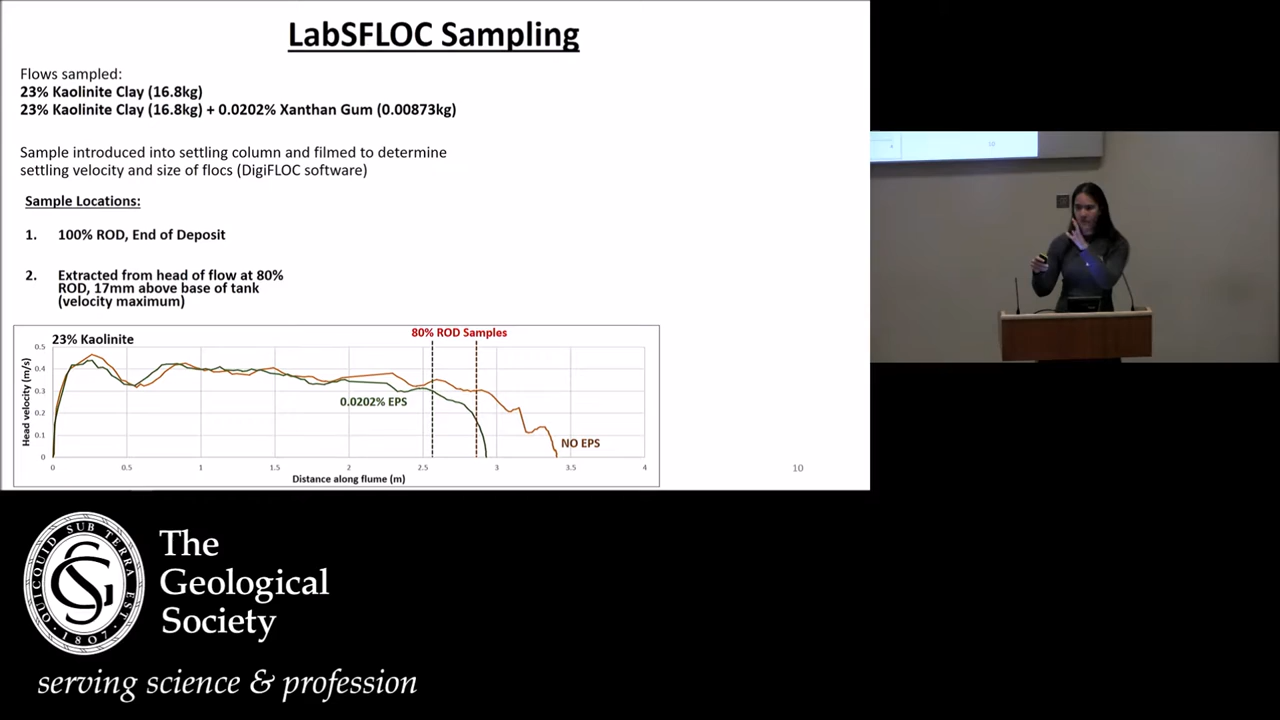 LabSFLOC Sampling
Flows sampled:
23% Kaolinite Clay (16.8kg)
23% Kaolinite Clay (16.8kg) + 0.0202% Xanthan Gum (0.00873kg)
Sample introduced into settling column and filmed to determine
settling velocity and size of flocs (DigiFLOC software)
Sample Locations:
1. 100% ROD, End of Deposit
2. Extracted from head of flow at 80%
ROD, 17mm above base of tank
(velocity maximum)
23% Kaolinite
80% ROD Samples
Head velocity (m/s)
0.5
0.4
0.3
0.2
0.1
0
0.0202% EPS
NO EPS
0 0.5 1 1.5 2 2.5 3 3.5 4
Distance along flume (m)
10
QUICQUID SUB TERRA EST
1807
The
Geological
Society
serving science & profession